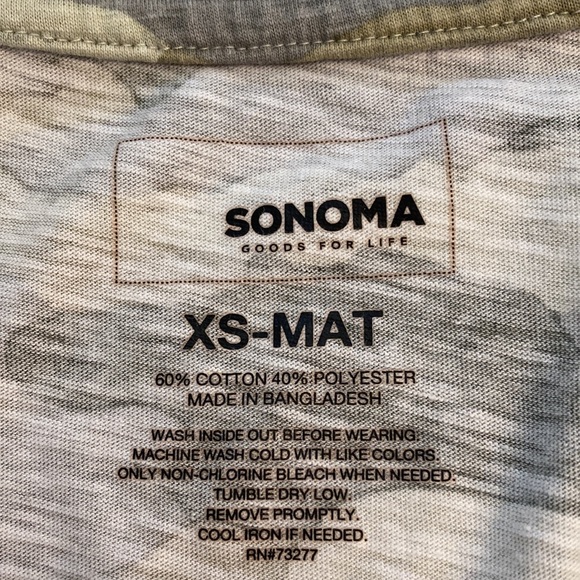 SONOMA
GOODS FOR LIFE
XS-MAT
60% COTTON 40% POLYESTER
MADE IN BANGLADESH
WASH INSIDE OUT BEFORE WEARING.
MACHINE WASH COLD WITH LIKE COLORS.
ONLY NON-CHLORINE BLEACH WHEN NEEDED.
TUMBLE DRY LOW.
REMOVE PROMPTLY.
COOL IRON IF NEEDED.
RN#73277